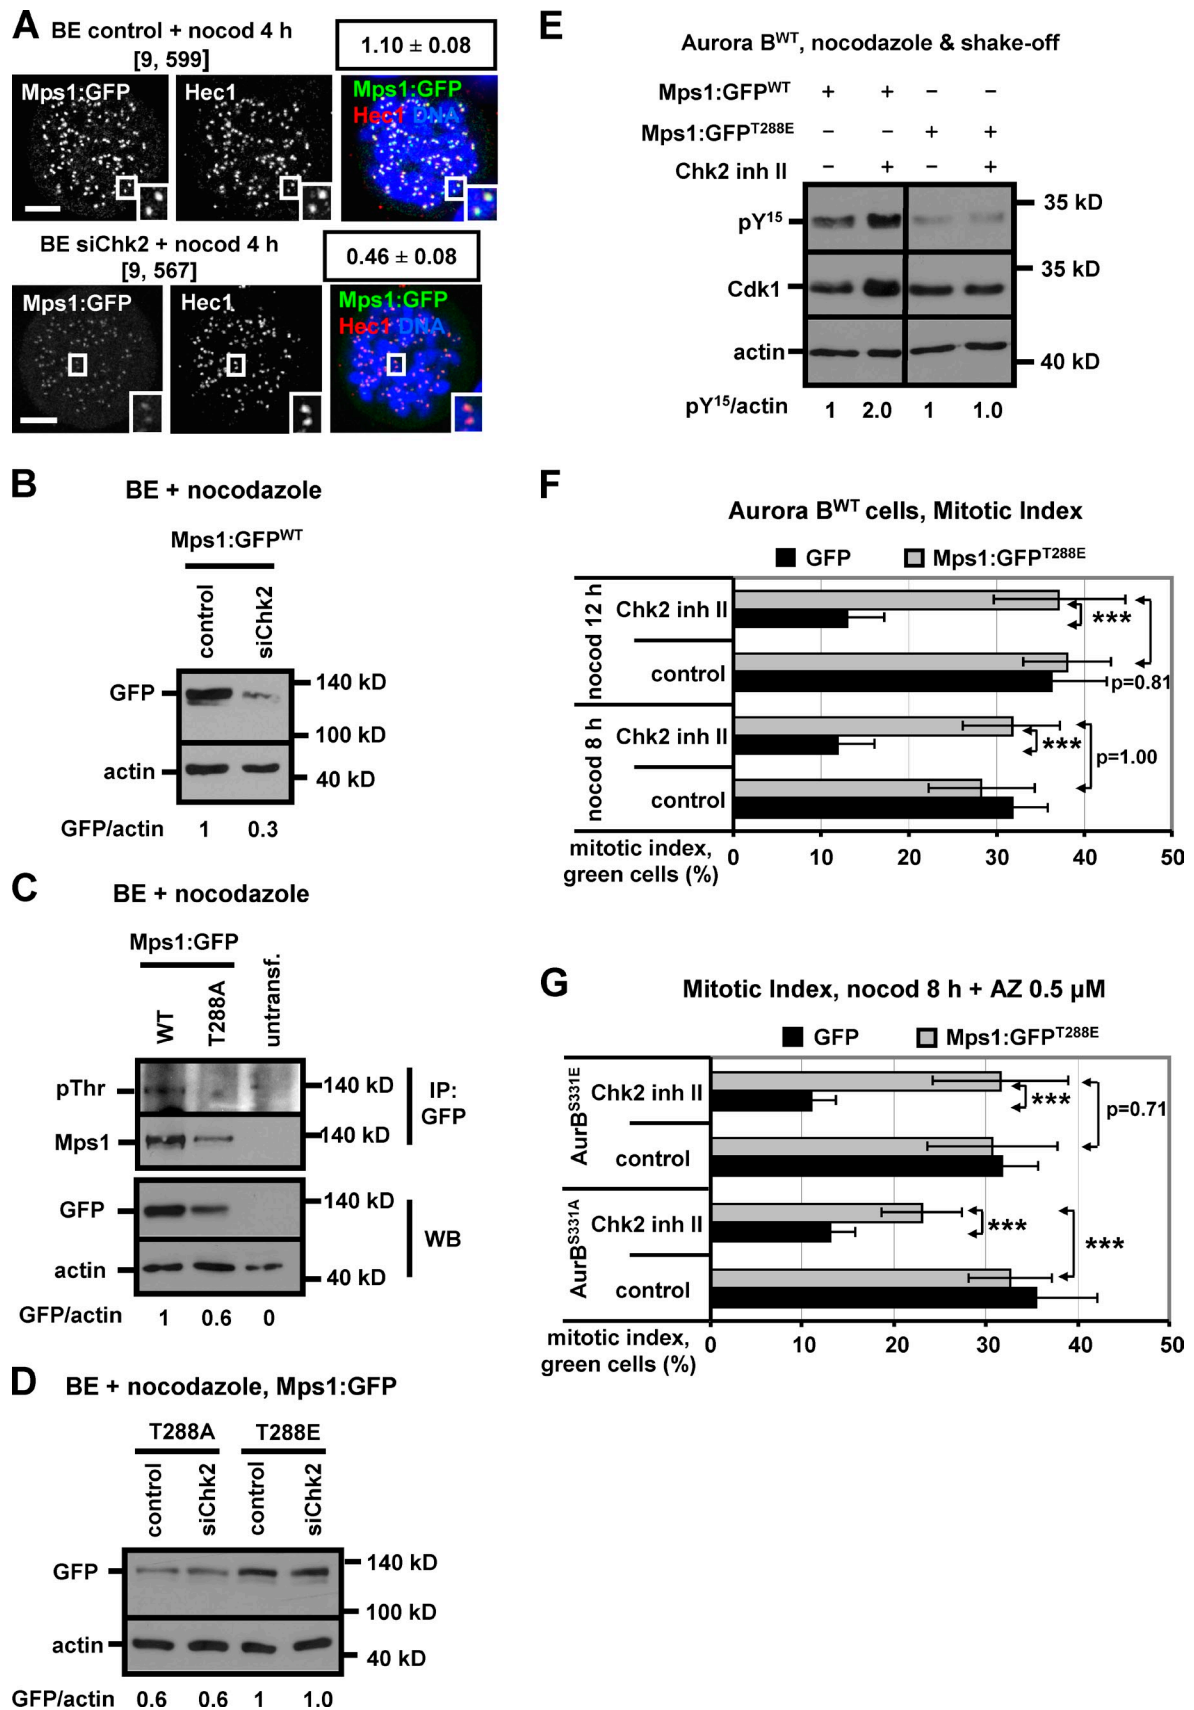 A
BE control + nocod 4 h
[9, 599]
1.10 ± 0.08
Mps1:GFP
Hec1
Mps1:GFP
Hec1 DNA
BE siChk2 + nocod 4 h
[9, 567]
0.46 ± 0.08
Mps1:GFP
Hec1
Mps1:GFP
Hec1 DNA
B
BE + nocodazole
Mps1:GFPWT
control
siChk2
GFP
140 kD
100 kD
actin
40 kD
GFP/actin 1 0.3
C
BE + nocodazole
Mps1:GFP
WT
T288A
untransf.
pThr
140 kD
IP:
GFP
Mps1
140 kD
GFP
140 kD
WB
actin
40 kD
GFP/actin 1 0.6 0
D
BE + nocodazole, Mps1:GFP
T288A T288E
control
siChk2
control
siChk2
GFP
140 kD
100 kD
actin
40 kD
GFP/actin 0.6 0.6 1 1.0
E
Aurora BWT, nocodazole & shake-off
Mps1:GFPWT + + – –
Mps1:GFPT288E – – + +
Chk2 inh II – + – +
pY15
35 kD
Cdk1
35 kD
actin
40 kD
pY15/actin 1 2.0 1 1.0
F
Aurora BWT cells, Mitotic Index
GFP Mps1:GFPT288E
nocod 12 h
Chk2 inh II
***
control
p=0.81
nocod 8 h
Chk2 inh II
***
p=1.00
control
mitotic index,
green cells (%)
0 10 20 30 40 50
G
Mitotic Index, nocod 8 h + AZ 0.5 µM
GFP Mps1:GFPT288E
AurBS331E
Chk2 inh II
***
p=0.71
control
AurBS331A
Chk2 inh II
***
***
control
mitotic index,
green cells (%)
0 10 20 30 40 50